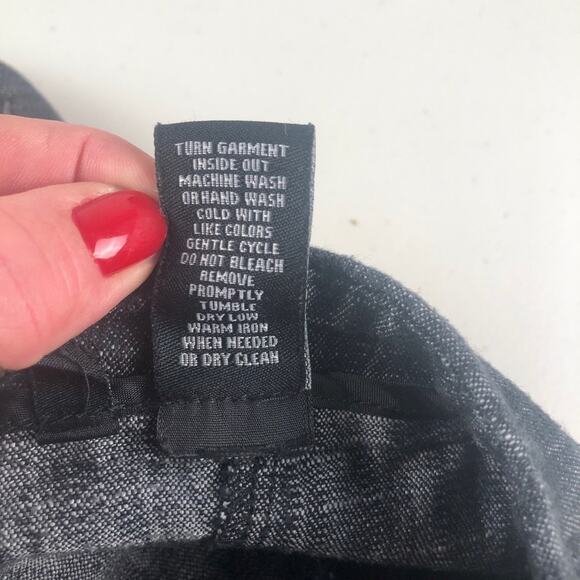 TURN GARMENT
INSIDE OUT
MACHINE WASH
OR HAND WASH
COLD WITH
LIKE COLORS
GENTLE CYCLE
DO NOT BLEACH
REMOVE
PROMPTLY
TUMBLE
DRY LOW
WARM IRON
WHEN NEEDED
OR DRY CLEAN